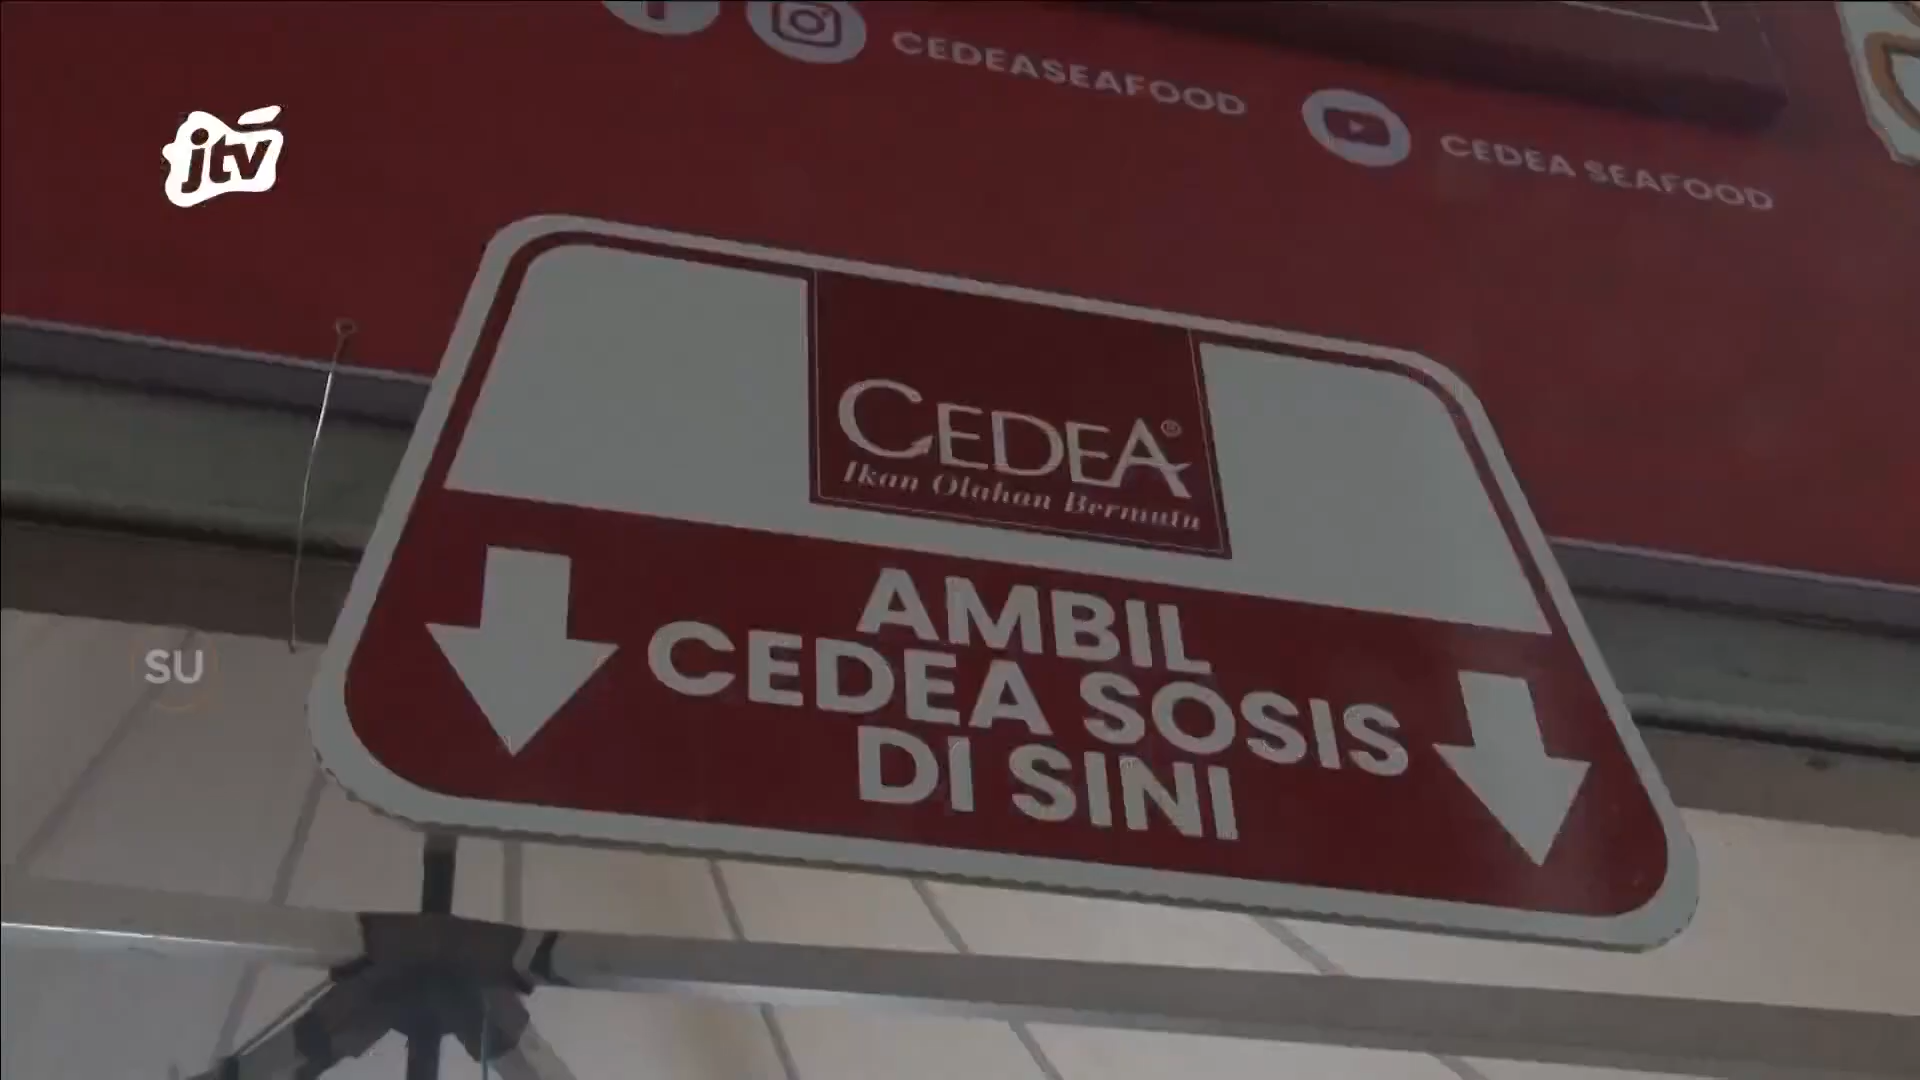 CEDEASEAFOOD
CEDEA SEAFOOD
jtv
CEDEA®
Ikan Olahan Bermutu
AMBIL
CEDEA SOSIS
DI SINI
SU